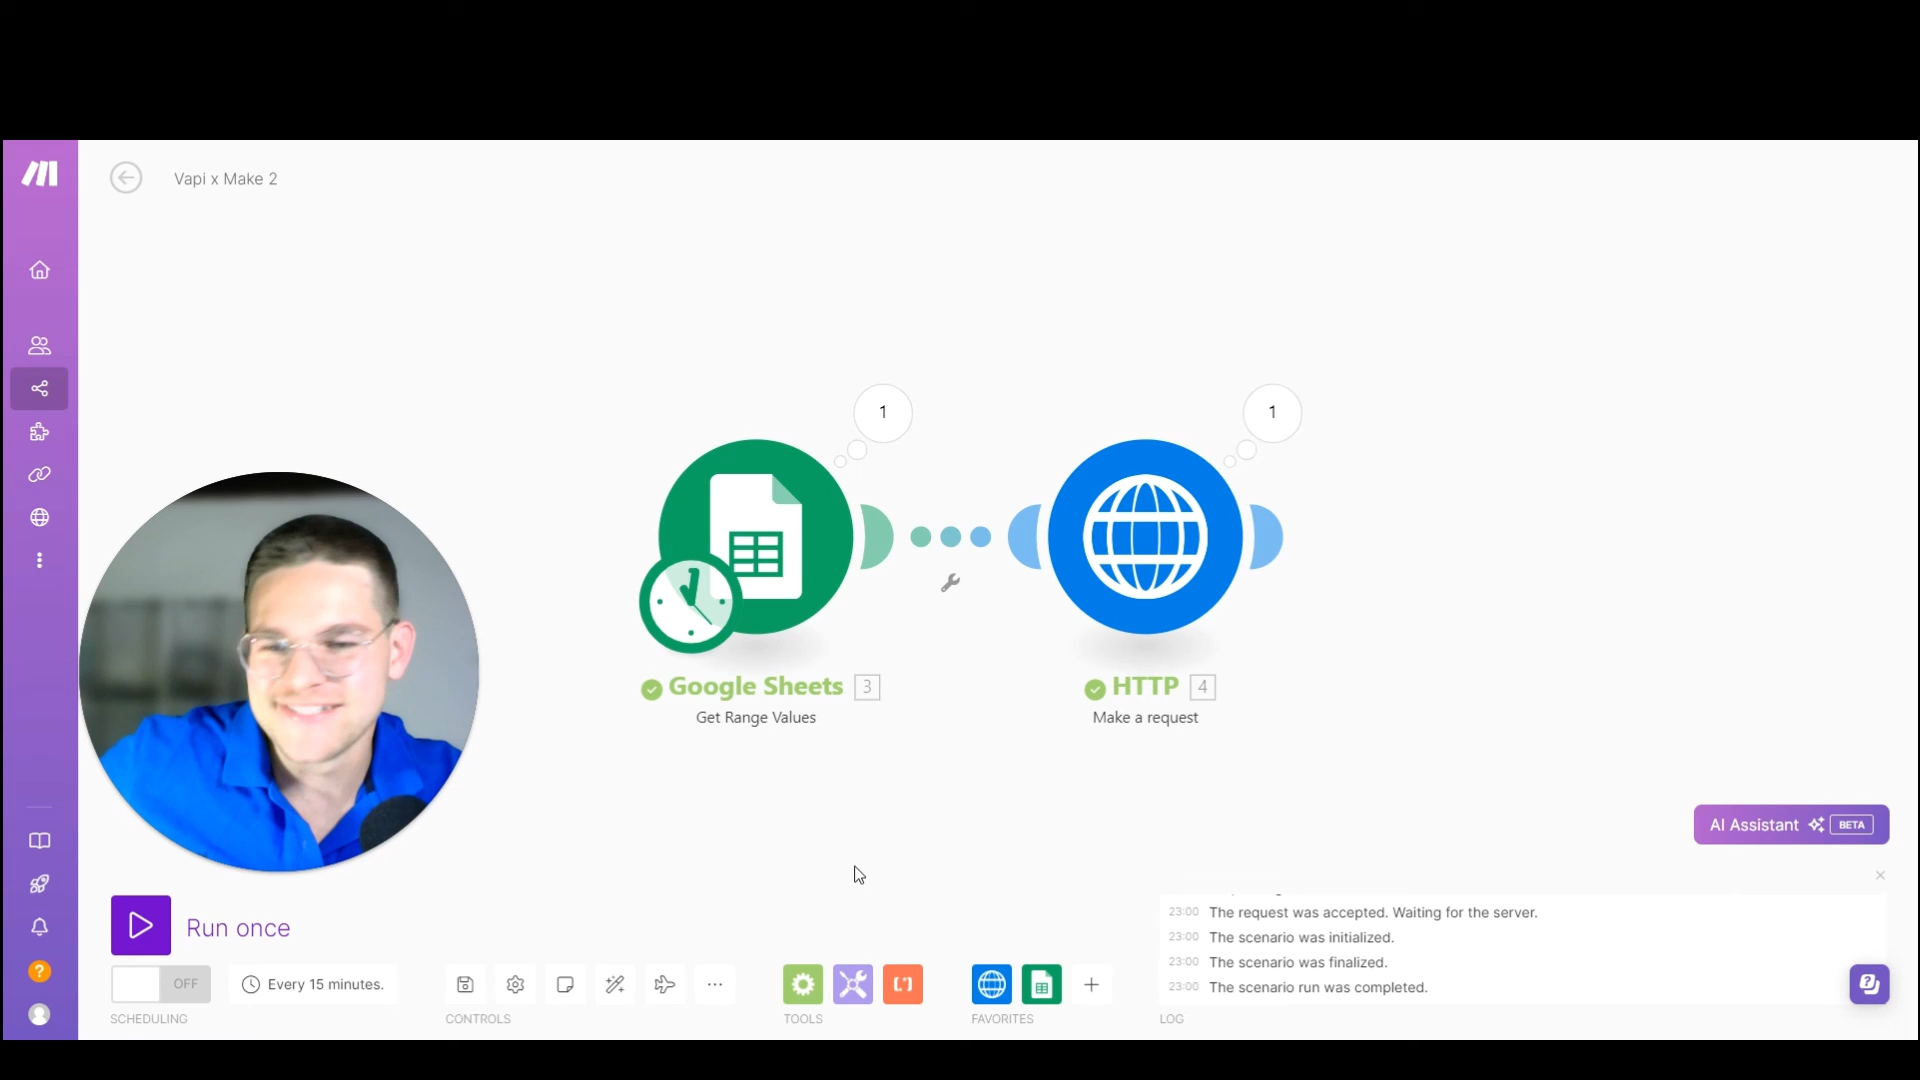 Vapi x Make 2
1
1
Google Sheets 3
Get Range Values
HTTP 4
Make a request
AI Assistant BETA
Run once
OFF
Every 15 minutes.
SCHEDULING
CONTROLS
TOOLS
FAVORITES
23:00 The request was accepted. Waiting for the server.
23:00 The scenario was initialized.
23:00 The scenario was finalized.
23:00 The scenario run was completed.
LOG